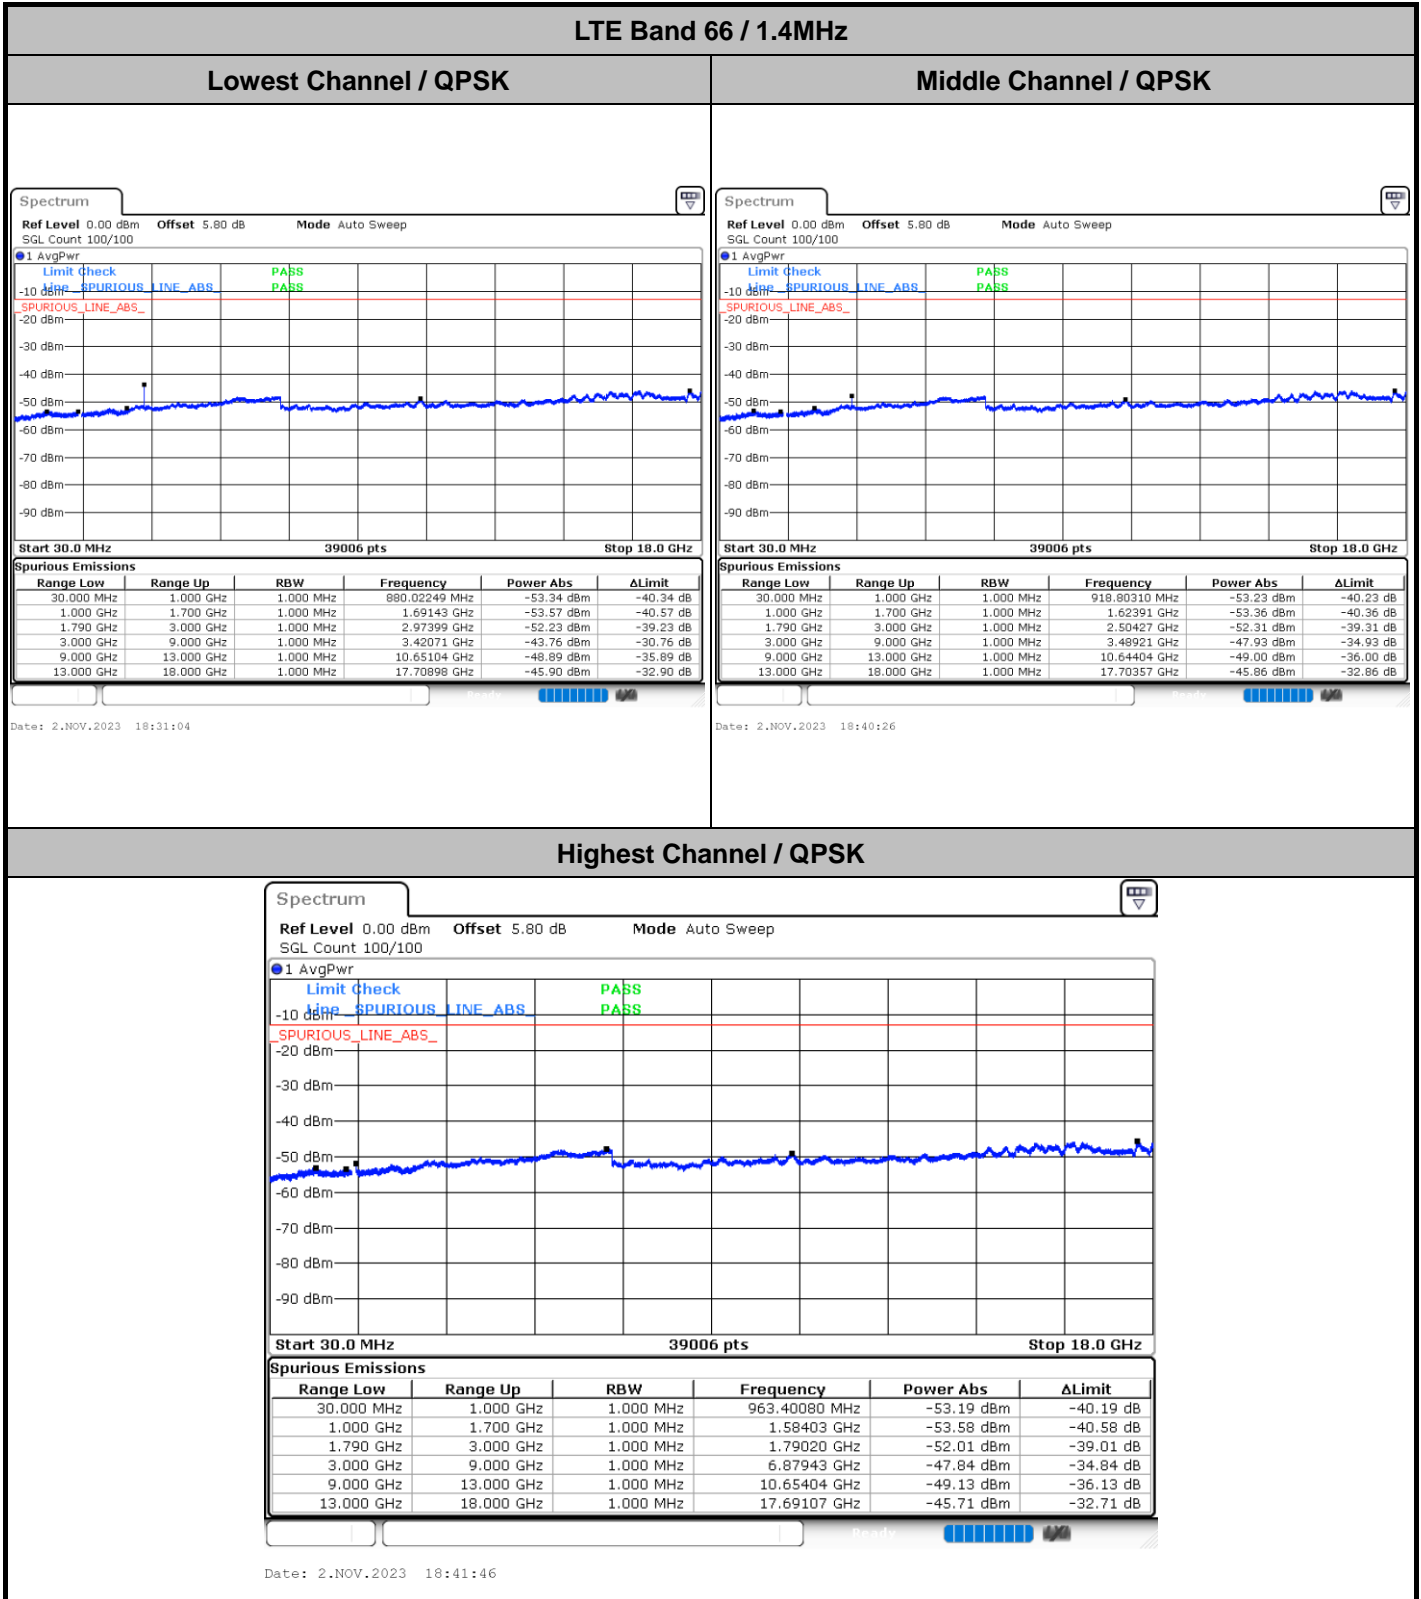 LTE Band 66 / 1.4MHz
Lowest Channel / QPSK
Middle Channel / QPSK
Spectrum
Ref Level 0.00 dBm Offset 5.80 dB Mode Auto Sweep
SGL Count 100/100
1 AvgPwr
Limit Check PASS
Line _SPURIOUS_LINE_ABS_ PASS
-10 dBm
_SPURIOUS_LINE_ABS_
-20 dBm
-30 dBm
-40 dBm
-50 dBm
-60 dBm
-70 dBm
-80 dBm
-90 dBm
Start 30.0 MHz 39006 pts Stop 18.0 GHz
Spurious Emissions
Range Low Range Up RBW Frequency Power Abs ΔLimit
30.000 MHz 1.000 GHz 1.000 MHz 880.02249 MHz -53.34 dBm -40.34 dB
1.000 GHz 1.700 GHz 1.000 MHz 1.69143 GHz -53.57 dBm -40.57 dB
1.790 GHz 3.000 GHz 1.000 MHz 2.97399 GHz -52.23 dBm -39.23 dB
3.000 GHz 9.000 GHz 1.000 MHz 3.42071 GHz -43.76 dBm -30.76 dB
9.000 GHz 13.000 GHz 1.000 MHz 10.65104 GHz -48.89 dBm -35.89 dB
13.000 GHz 18.000 GHz 1.000 MHz 17.70898 GHz -45.90 dBm -32.90 dB
Ready
Date: 2.NOV.2023 18:31:04
Spectrum
Ref Level 0.00 dBm Offset 5.80 dB Mode Auto Sweep
SGL Count 100/100
1 AvgPwr
Limit Check PASS
Line _SPURIOUS_LINE_ABS_ PASS
-10 dBm
_SPURIOUS_LINE_ABS_
-20 dBm
-30 dBm
-40 dBm
-50 dBm
-60 dBm
-70 dBm
-80 dBm
-90 dBm
Start 30.0 MHz 39006 pts Stop 18.0 GHz
Spurious Emissions
Range Low Range Up RBW Frequency Power Abs ΔLimit
30.000 MHz 1.000 GHz 1.000 MHz 918.80310 MHz -53.23 dBm -40.23 dB
1.000 GHz 1.700 GHz 1.000 MHz 1.62391 GHz -53.36 dBm -40.36 dB
1.790 GHz 3.000 GHz 1.000 MHz 2.50427 GHz -52.31 dBm -39.31 dB
3.000 GHz 9.000 GHz 1.000 MHz 3.48921 GHz -47.93 dBm -34.93 dB
9.000 GHz 13.000 GHz 1.000 MHz 10.64404 GHz -49.00 dBm -36.00 dB
13.000 GHz 18.000 GHz 1.000 MHz 17.70357 GHz -45.86 dBm -32.86 dB
Ready
Date: 2.NOV.2023 18:40:26
Highest Channel / QPSK
Spectrum
Ref Level 0.00 dBm Offset 5.80 dB Mode Auto Sweep
SGL Count 100/100
1 AvgPwr
Limit Check PASS
Line _SPURIOUS_LINE_ABS_ PASS
-10 dBm
_SPURIOUS_LINE_ABS_
-20 dBm
-30 dBm
-40 dBm
-50 dBm
-60 dBm
-70 dBm
-80 dBm
-90 dBm
Start 30.0 MHz 39006 pts Stop 18.0 GHz
Spurious Emissions
Range Low Range Up RBW Frequency Power Abs ΔLimit
30.000 MHz 1.000 GHz 1.000 MHz 963.40080 MHz -53.19 dBm -40.19 dB
1.000 GHz 1.700 GHz 1.000 MHz 1.58403 GHz -53.58 dBm -40.58 dB
1.790 GHz 3.000 GHz 1.000 MHz 1.79020 GHz -52.01 dBm -39.01 dB
3.000 GHz 9.000 GHz 1.000 MHz 6.87943 GHz -47.84 dBm -34.84 dB
9.000 GHz 13.000 GHz 1.000 MHz 10.65404 GHz -49.13 dBm -36.13 dB
13.000 GHz 18.000 GHz 1.000 MHz 17.69107 GHz -45.71 dBm -32.71 dB
Ready
Date: 2.NOV.2023 18:41:46